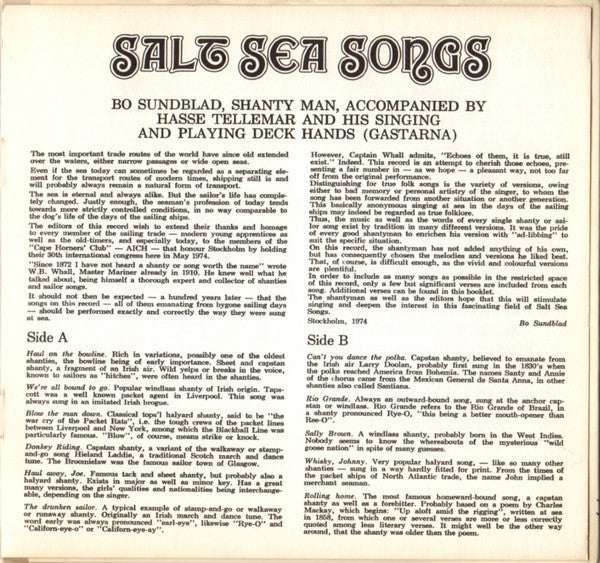 SALT SEA SONGS
BO SUNDBLAD, SHANTY MAN, ACCOMPANIED BY
HASSE TELLEMAR AND HIS SINGING
AND PLAYING DECK HANDS (GASTARNA)
The most important trade routes of the world have since old extended
over the waters, either narrow passages or wide open seas.
Even if the sea today can sometimes be regarded as a separating ele-
ment for the transport routes of modern times, shipping still is and
will probably always remain a natural form of transport.
The sea is eternal and always alike. But the sailor's life has comple-
tely changed. Justly enough, the seaman's profession of today tends
towards more strictly controlled conditions, in no way comparable to
the dog's life of the days of the sailing ships.
The editors of this record wish to extend their thanks and homage
to every member of the sailing trade — modern young apprentices as
well as the old-timers, and especially today, to the members of the
"Cape Horners' Club" — AICH — that honour Stockholm by holding
their 30th international congress here in May 1974.
"Since 1872 I have not heard a shanty or song worth the name" wrote
W.B. Whall, Master Mariner already in 1910. He knew well what he
talked about, being himself a thorough expert and collector of shanties
and sailor songs.
It should not then be expected — a hundred years later — that the
songs on this record — all of them emanating from bygone sailing days
— should be performed exactly and correctly the way they were sung
at sea.
Side A
Haul on the bowline. Rich in variations, possibly one of the oldest
shanties, the bowline being of early importance. Sheet and capstan
shanty, a fragment of an Irish air. Wild yelps or breaks in the voice,
known to sailors as "hitches", were often heard in the shanties.
We're all bound to go. Popular windlass shanty of Irish origin. Taps-
cott was a well known packet agent in Liverpool. This song was
always sung in an imitated Irish brogue.
Blow the man down. Classical tops'l halyard shanty, said to be "the
war cry of the Packet Rats", i.e. the tough crews of the packet lines
between Liverpool and New York, among which the Blackball Line was
particularly famous. "Blow", of course, means strike or knock.
Donkey Riding. Capstan shanty, a variant of the walkaway or stamp-
and-go song Hieland Laddie, a traditional Scotch march and dance
tune. The Broomielaw was the famous sailor town of Glasgow.
Haul away, Joe. Famous tack and sheet shanty, but probably also a
halyard shanty. Exists in major as well as minor key. Has a great
many versions, the girls' qualities and nationalities being interchange-
able, depending on the singer.
The drunken sailor. A typical example of stamp-and-go or walkaway
or runaway shanty. Originally an Irish march and dance tune. The
word early was always pronounced "earl-eye", likewise "Rye-O" and
"Californ-eye-o" or "Californ-eye-ay").
However, Captain Whall admits, "Echoes of them, it is true, still
exist." Indeed. This record is an attempt to cherish those echoes, pre-
senting a fair number in — as we hope — a pleasant way, not too far
off from the original performance.
Distinguishing for true folk songs is the variety of versions, owing
either to bad memory or personal artistry of the singer, to whom the
song has been forwarded from another situation or another generation.
This basically anonymous singing at sea in the days of the sailing
ships may indeed be regarded as true folklore.
Thus, the music as well as the words of every single shanty or sai-
lor song exist by tradition in many different versions. It was the pride
of every good shantyman to enrichen his version with "ad-libbing" to
suit the specific situation.
On this record, the shantyman has not added anything of his own,
but has consequently chosen the melodies and versions he likes best.
That, of course, is difficult enough, as the vivid and colourful versions
are plentiful.
In order to include as many songs as possible in the restricted space
of this record, only a few but significant verses are included from each
song. Additional verses can be found in this booklet.
The shantyman as well as the editors hope that this will stimulate
singing and deepen the interest in this fascinating field of Salt Sea
Songs.
Stockholm, 1974 Bo Sundblad
Side B
Can't you dance the polka. Capstan shanty, believed to emanate from
the Irish air Larry Doolan, probably first sung in the 1830's when the
polka reached America from Bohemia. The names Santy and Annie
of the chorus came from the Mexican General de Santa Anna, in other
shanties also called Santiana.
Rio Grande. Always an outward-bound song, sung at the anchor cap-
stan or windlass. Rio Grande refers to the Rio Grande of Brazil, in
a shanty pronounced Rye-O, "this being a better mouth-opener than
Ree-O".
Sally Brown. A windlass shanty, probably born in the West Indies.
Nobody seems to know the whereabouts of the mysterious "wild
goose nation" in spite of many guesses.
Whisky, Johnny. Very popular halyard song, — like so many other
shanties — sung in a way hardly fitted for print. From the times of
the packet ships of North Atlantic trade, the name John implied a
merchant seaman.
Rolling home. The most famous homeward-bound song, a capstan
shanty as well as a forebitter. Probably based on a poem by Charles
Mackay, which begins: "Up aloft amid the rigging", written at sea
in 1858, from which one or several verses are more or less correctly
quoted among less literary verses. It might well be the other way
around, that the shanty was older than the poem.